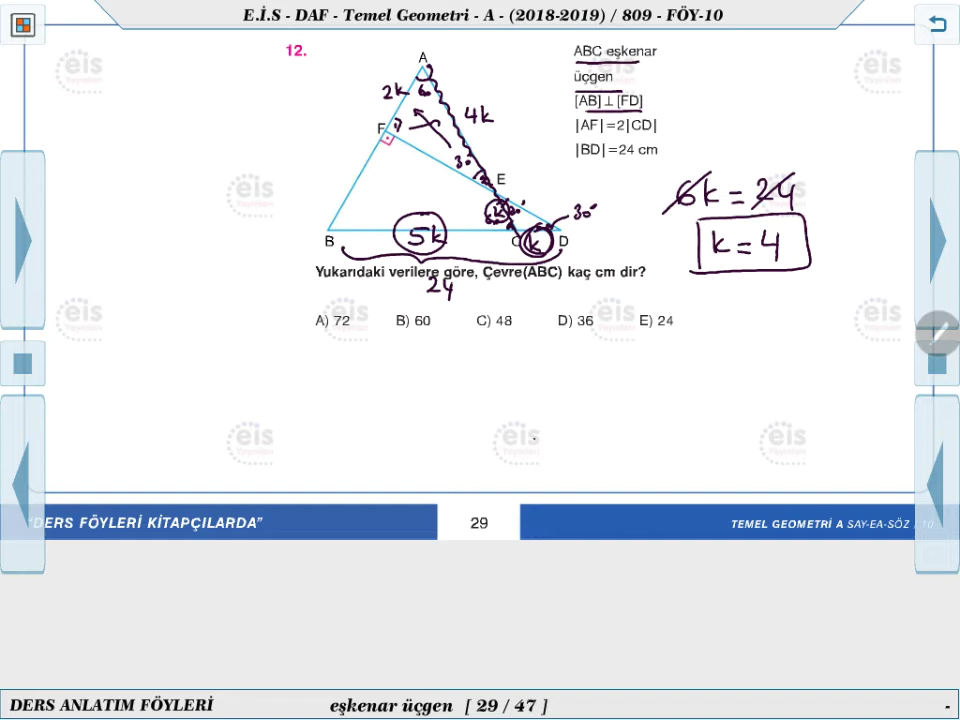 E.İ.S - DAF - Temel Geometri - A - (2018-2019) / 809 - FÖY-10
12.
ABC eşkenar
üçgen
[AB] ⊥ [FD]
|AF|=2|CD|
|BD|=24 cm
A
2k
60
4k
F
30
E
30°
B
5k
C
k
D
24
6k = 24
k = 4
Yukarıdaki verilere göre, Çevre(ABC) kaç cm dir?
A) 72 B) 60 C) 48 D) 36 E) 24
eis
Yayınları
"DERS FÖYLERİ KİTAPÇILARDA"
29
TEMEL GEOMETRİ A SAY-EA-SÖZ / 10
DERS ANLATIM FÖYLERİ
eşkenar üçgen [ 29 / 47 ]
-